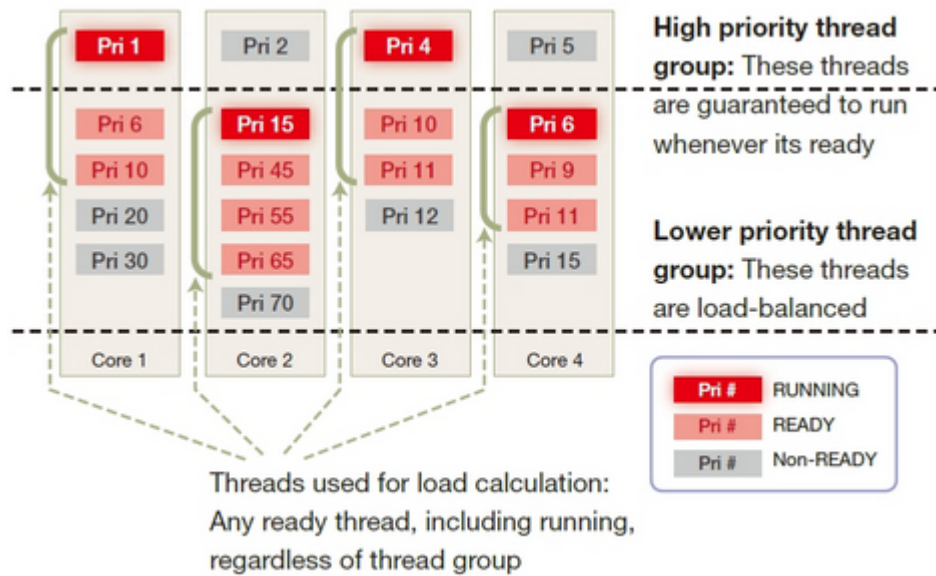 Pri 1
Pri 2
Pri 4
Pri 5
Pri 6
Pri 15
Pri 10
Pri 6
Pri 10
Pri 45
Pri 11
Pri 9
Pri 20
Pri 55
Pri 12
Pri 11
Pri 30
Pri 65
Pri 15
Pri 70
Core 1
Core 2
Core 3
Core 4
High priority thread
group: These threads
are guaranteed to run
whenever its ready
Lower priority thread
group: These threads
are load-balanced
Pri # RUNNING
Pri # READY
Pri # Non-READY
Threads used for load calculation:
Any ready thread, including running,
regardless of thread group